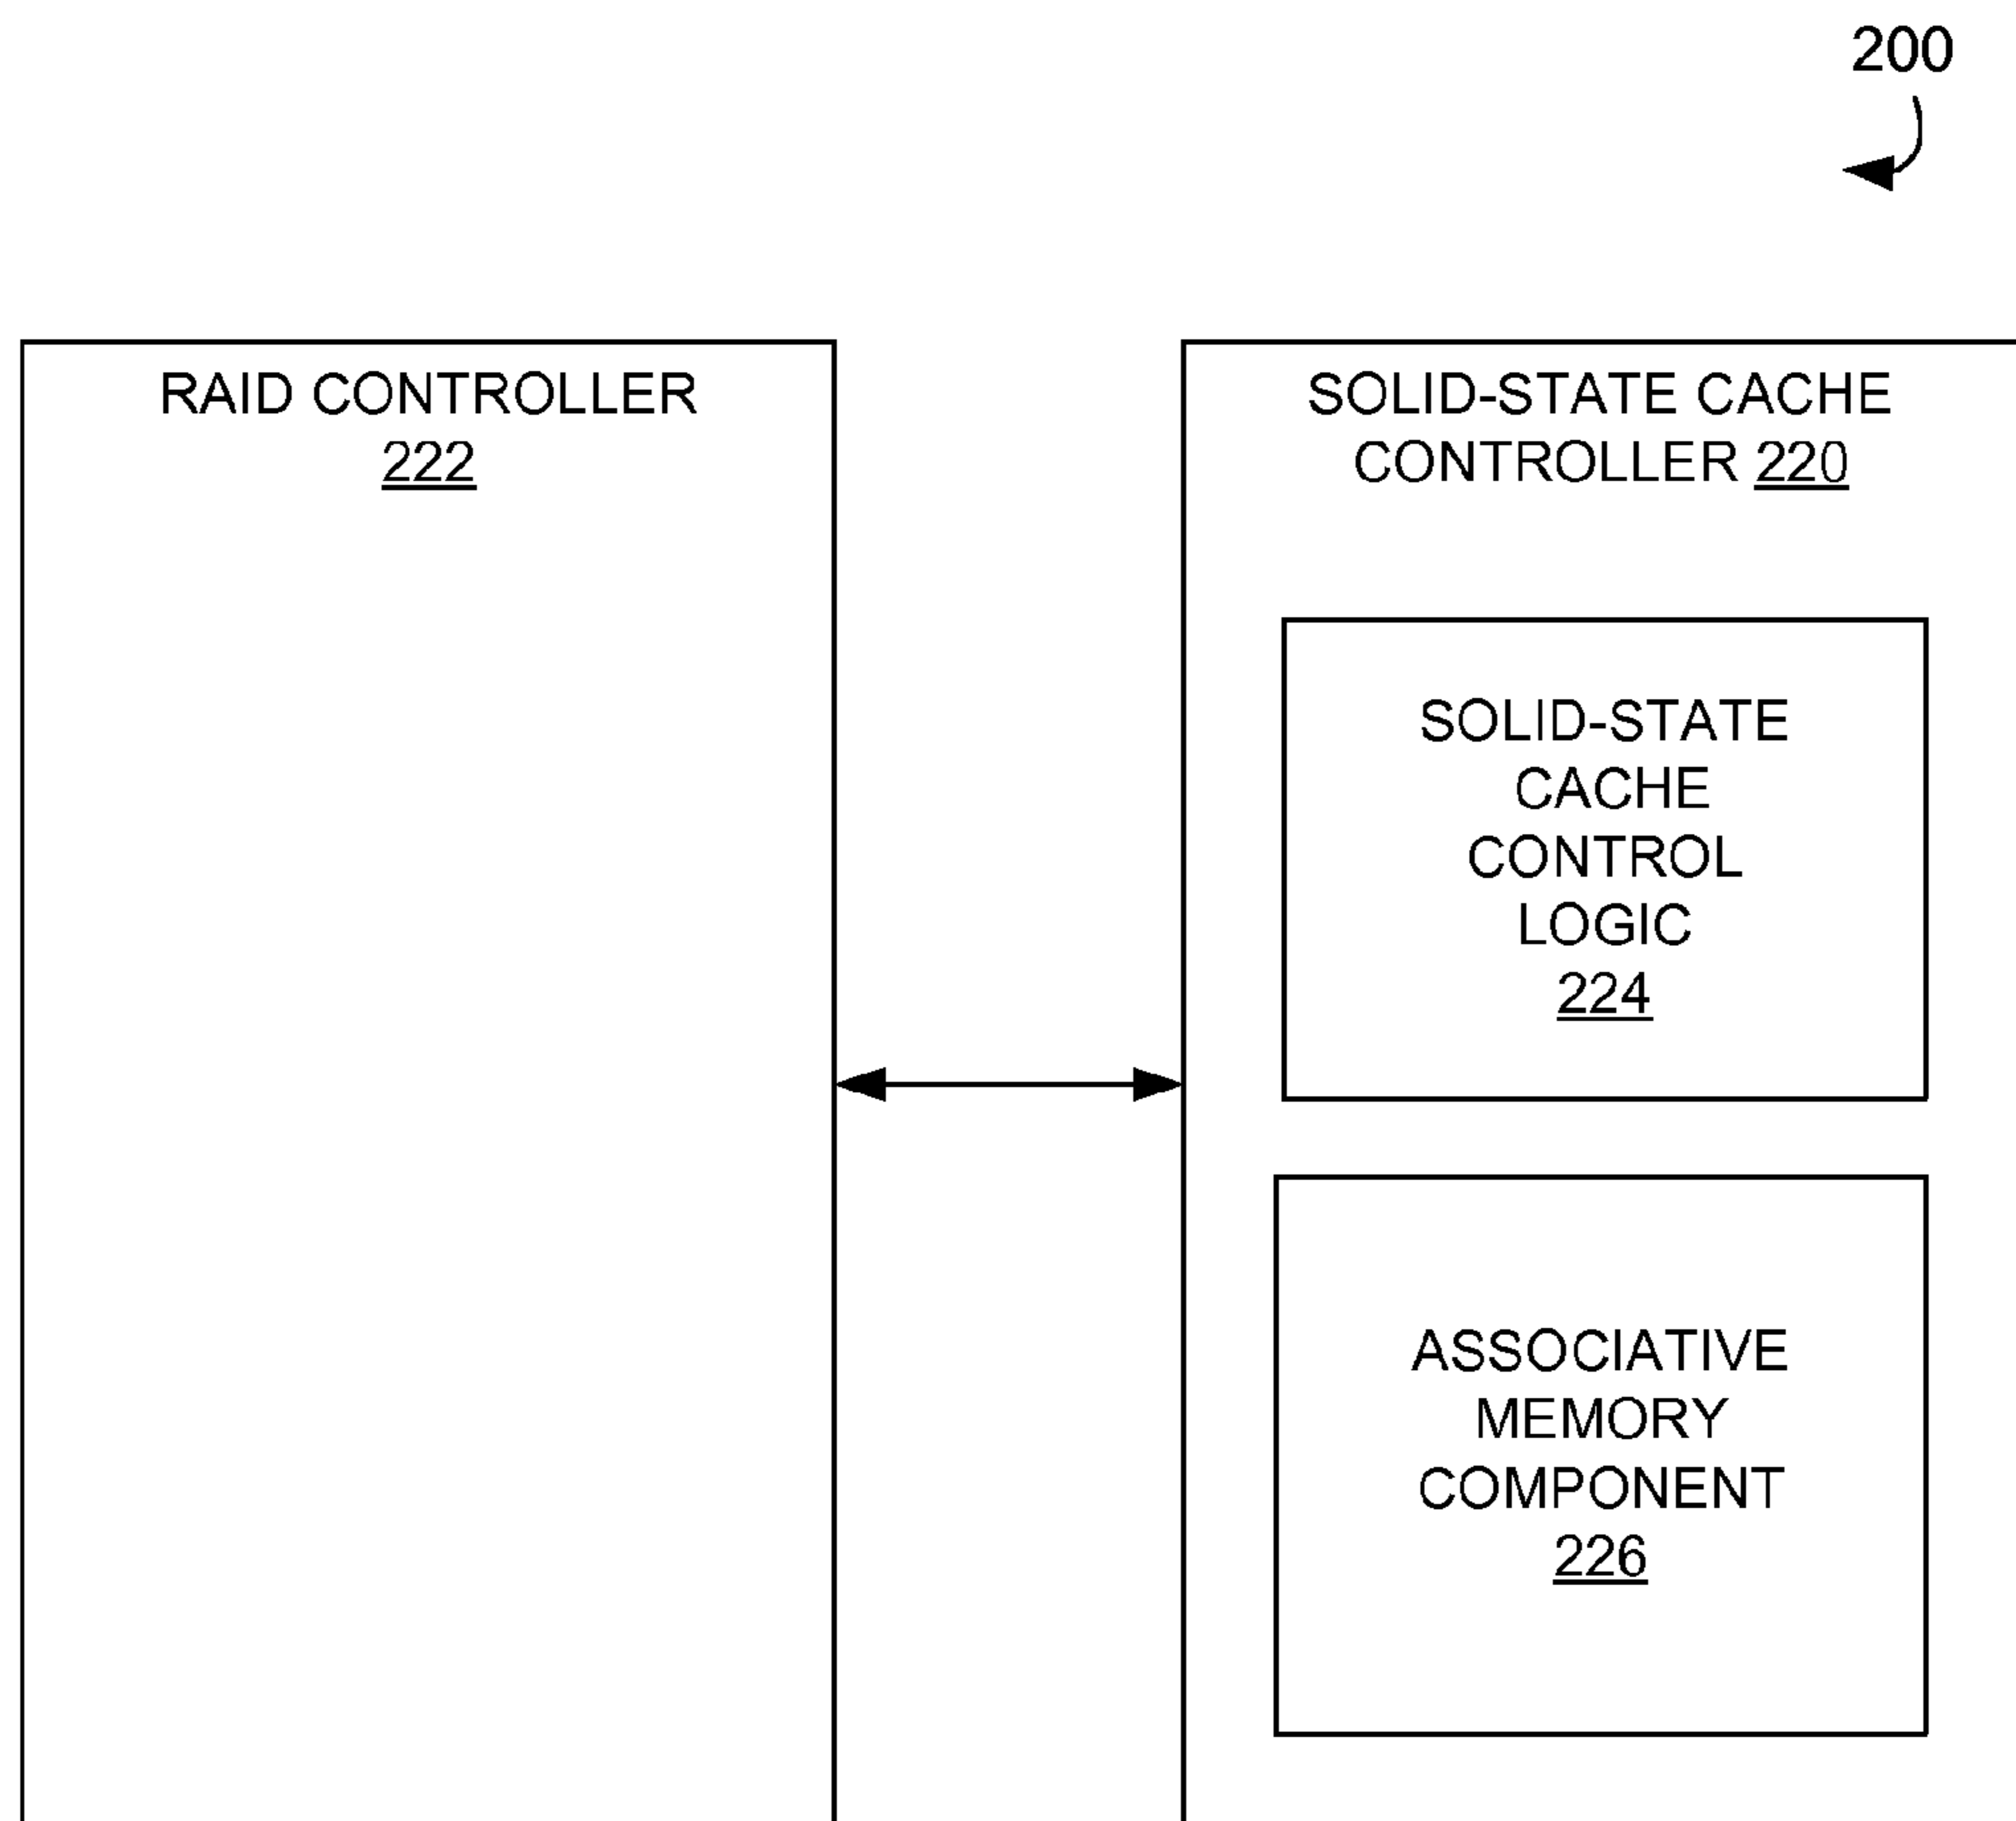 200
RAID CONTROLLER
222
SOLID-STATE CACHE
CONTROLLER 220
SOLID-STATE
CACHE
CONTROL
LOGIC
224
ASSOCIATIVE
MEMORY
COMPONENT
226